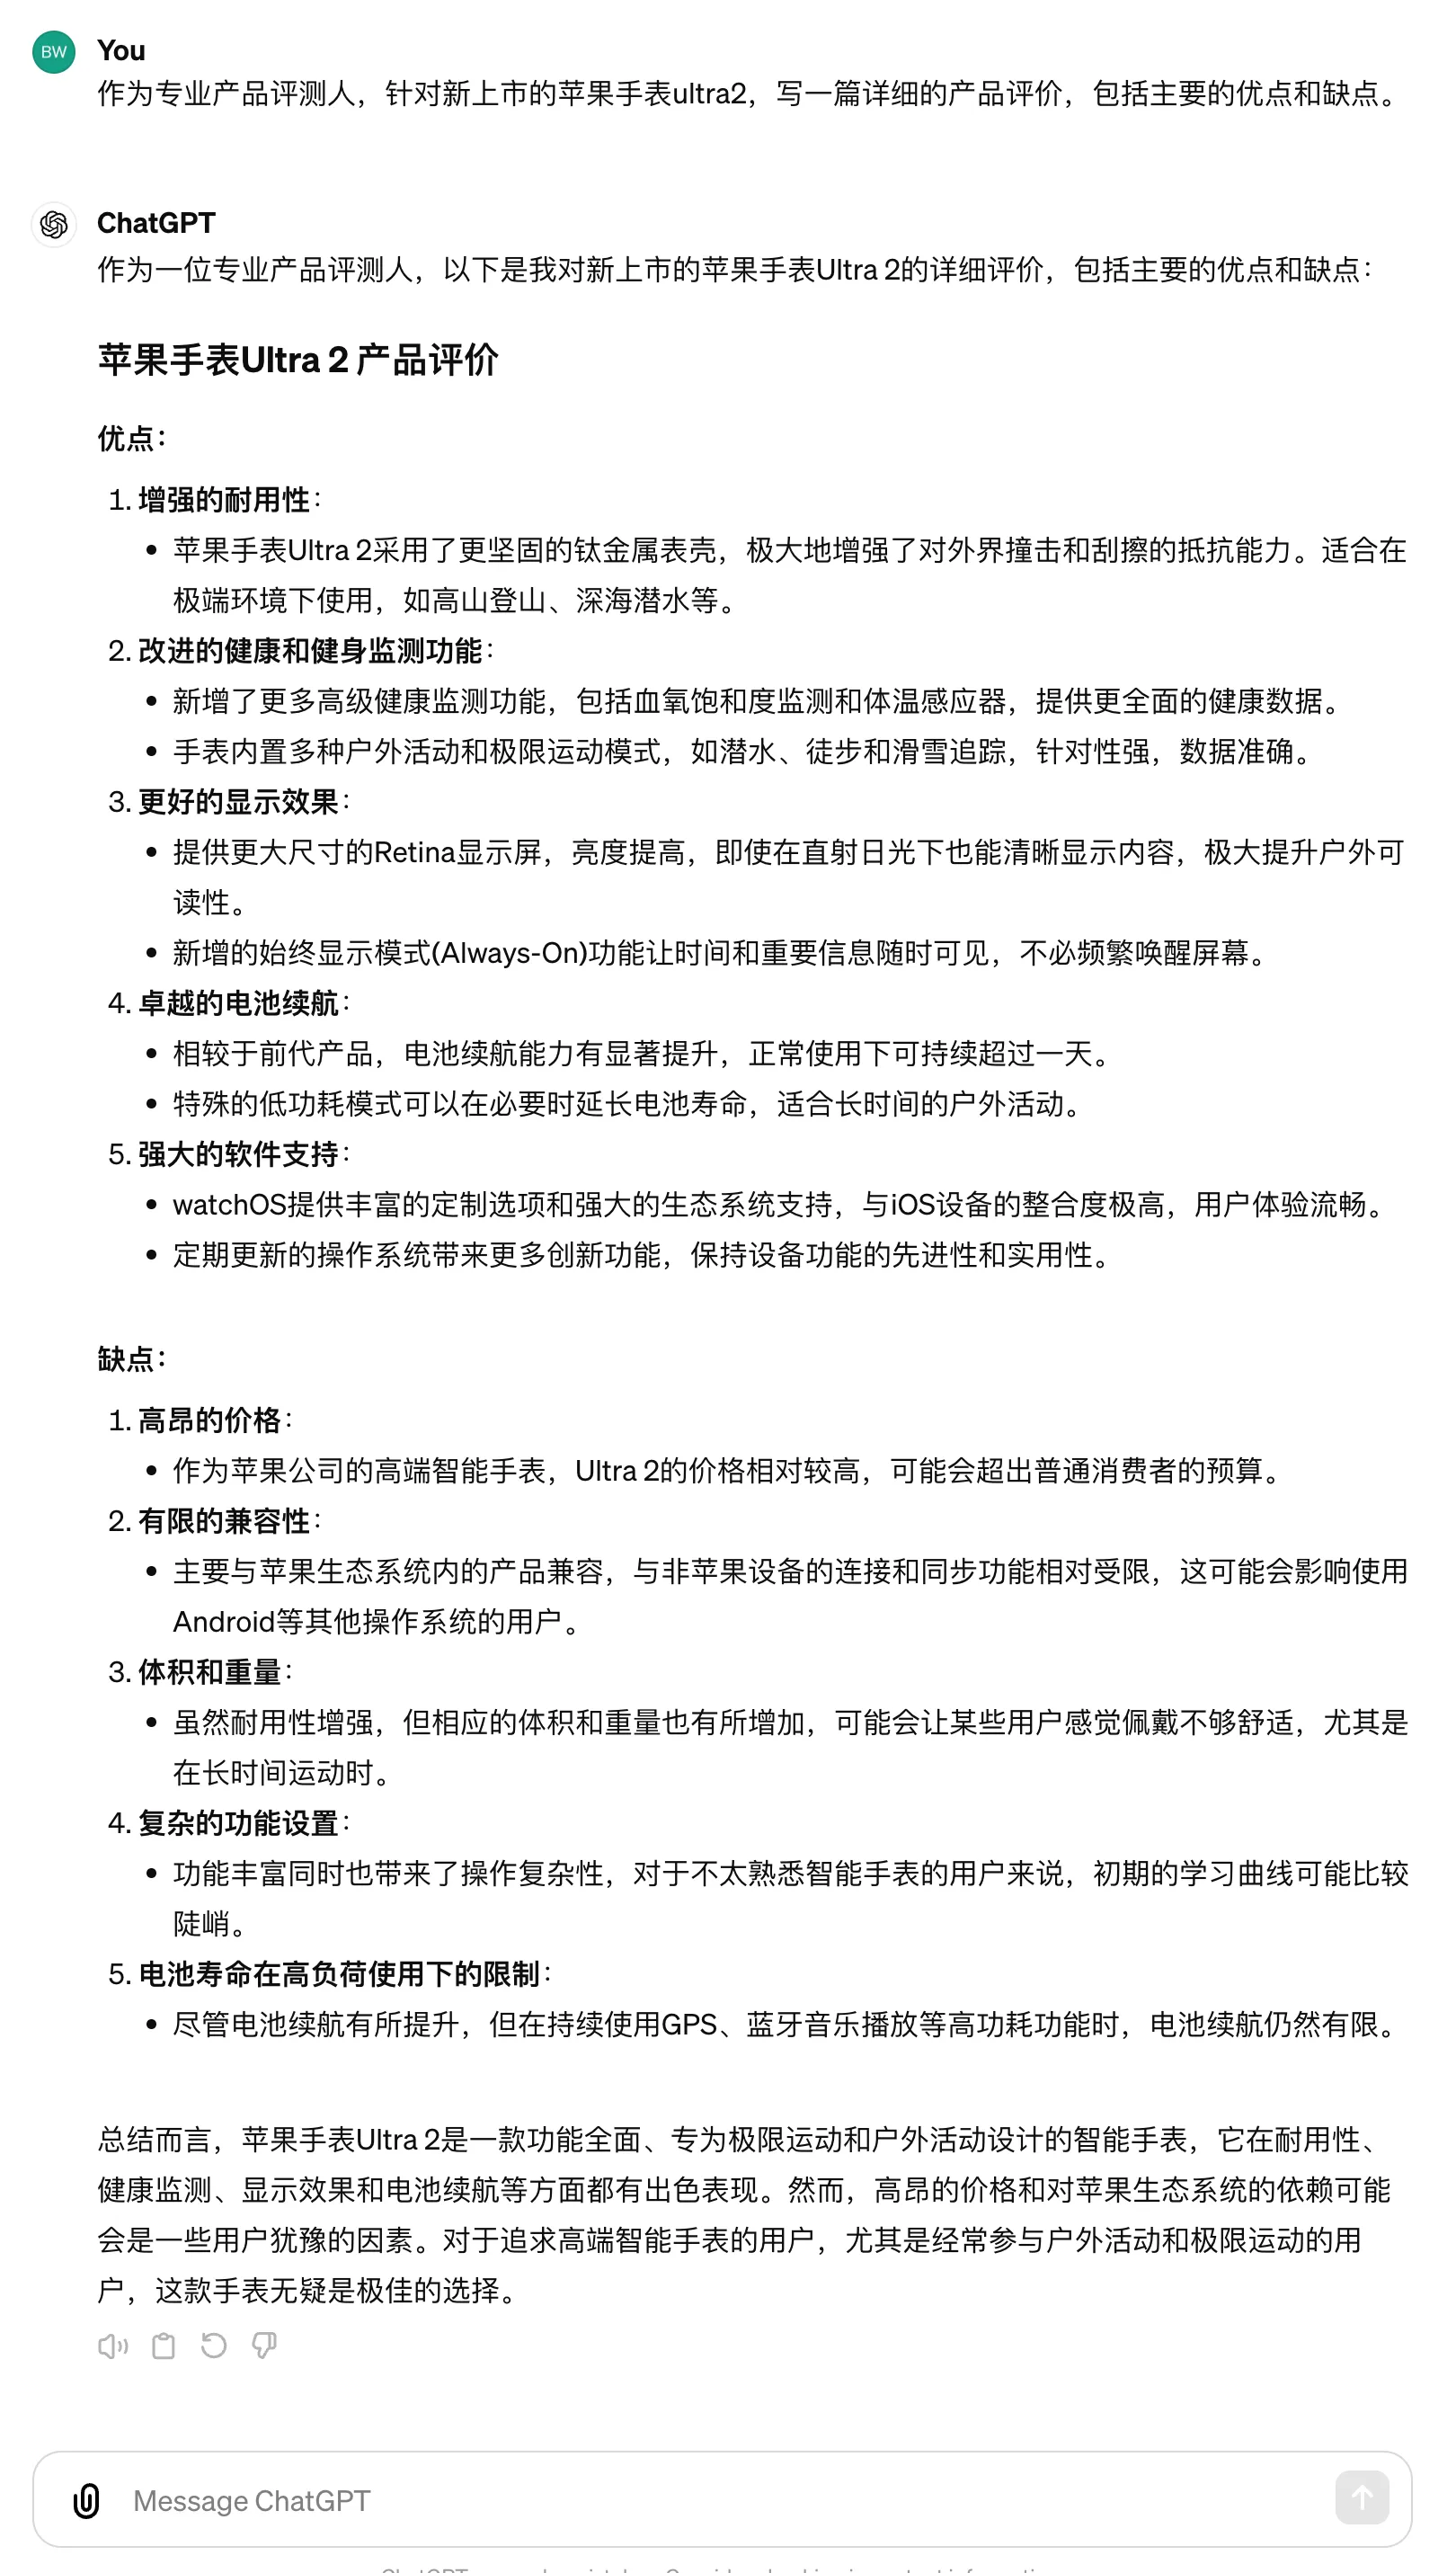 BW
You
作为专业产品评测人，针对新上市的苹果手表ultra2，写一篇详细的产品评价，包括主要的优点和缺点。
ChatGPT
作为一位专业产品评测人，以下是我对新上市的苹果手表Ultra 2的详细评价，包括主要的优点和缺点：
苹果手表Ultra 2 产品评价
优点：
1. 增强的耐用性：
• 苹果手表Ultra 2采用了更坚固的钛金属表壳，极大地增强了对外界撞击和刮擦的抵抗能力。适合在
极端环境下使用，如高山登山、深海潜水等。
2. 改进的健康和健身监测功能：
• 新增了更多高级健康监测功能，包括血氧饱和度监测和体温感应器，提供更全面的健康数据。
• 手表内置多种户外活动和极限运动模式，如潜水、徒步和滑雪追踪，针对性强，数据准确。
3. 更好的显示效果：
• 提供更大尺寸的Retina显示屏，亮度提高，即使在直射日光下也能清晰显示内容，极大提升户外可
读性。
• 新增的始终显示模式(Always-On)功能让时间和重要信息随时可见，不必频繁唤醒屏幕。
4. 卓越的电池续航：
• 相较于前代产品，电池续航能力有显著提升，正常使用下可持续超过一天。
• 特殊的低功耗模式可以在必要时延长电池寿命，适合长时间的户外活动。
5. 强大的软件支持：
• watchOS提供丰富的定制选项和强大的生态系统支持，与iOS设备的整合度极高，用户体验流畅。
• 定期更新的操作系统带来更多创新功能，保持设备功能的先进性和实用性。
缺点：
1. 高昂的价格：
• 作为苹果公司的高端智能手表，Ultra 2的价格相对较高，可能会超出普通消费者的预算。
2. 有限的兼容性：
• 主要与苹果生态系统内的产品兼容，与非苹果设备的连接和同步功能相对受限，这可能会影响使用
Android等其他操作系统的用户。
3. 体积和重量：
• 虽然耐用性增强，但相应的体积和重量也有所增加，可能会让某些用户感觉佩戴不够舒适，尤其是
在长时间运动时。
4. 复杂的功能设置：
• 功能丰富同时也带来了操作复杂性，对于不太熟悉智能手表的用户来说，初期的学习曲线可能比较
陡峭。
5. 电池寿命在高负荷使用下的限制：
• 尽管电池续航有所提升，但在持续使用GPS、蓝牙音乐播放等高功耗功能时，电池续航仍然有限。
总结而言，苹果手表Ultra 2是一款功能全面、专为极限运动和户外活动设计的智能手表，它在耐用性、
健康监测、显示效果和电池续航等方面都有出色表现。然而，高昂的价格和对苹果生态系统的依赖可能
会是一些用户犹豫的因素。对于追求高端智能手表的用户，尤其是经常参与户外活动和极限运动的用
户，这款手表无疑是极佳的选择。
Message ChatGPT